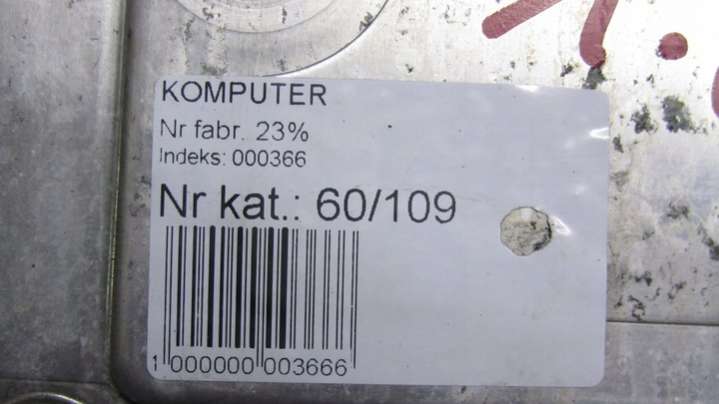 KOMPUTER
Nr fabr. 23%
Indeks: 000366
Nr kat.: 60/109
1 000000 003666